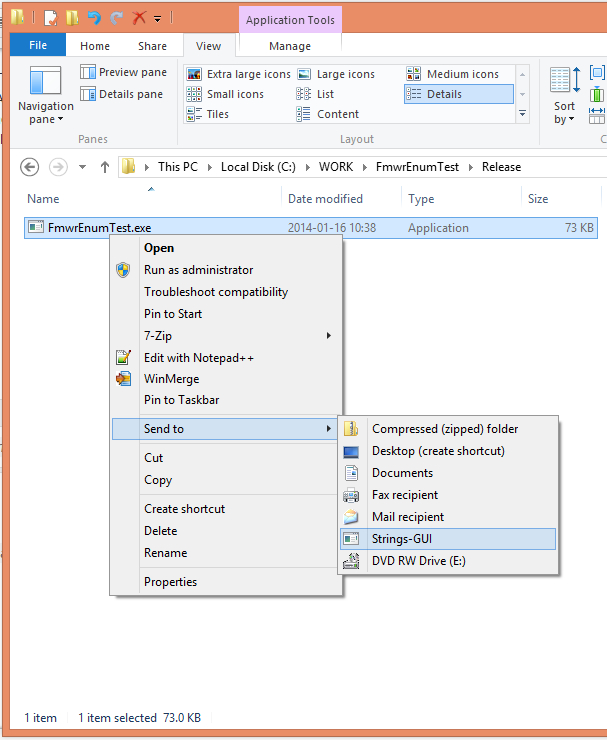 Application Tools
File Home Share View Manage
Preview pane Extra large icons Large icons Medium icons
Details pane Small icons List Details
Navigation pane Tiles Content Sort by
Panes Layout
This PC Local Disk (C:) WORK FmwrEnumTest Release
Name Date modified Type Size
FmwrEnumTest.exe 2014-01-16 10:38 Application 73 KB
Open
Run as administrator
Troubleshoot compatibility
Pin to Start
7-Zip
Edit with Notepad++
WinMerge
Pin to Taskbar
Send to
Cut
Copy
Create shortcut
Delete
Rename
Properties
Compressed (zipped) folder
Desktop (create shortcut)
Documents
Fax recipient
Mail recipient
Strings-GUI
DVD RW Drive (E:)
1 item 1 item selected 73.0 KB